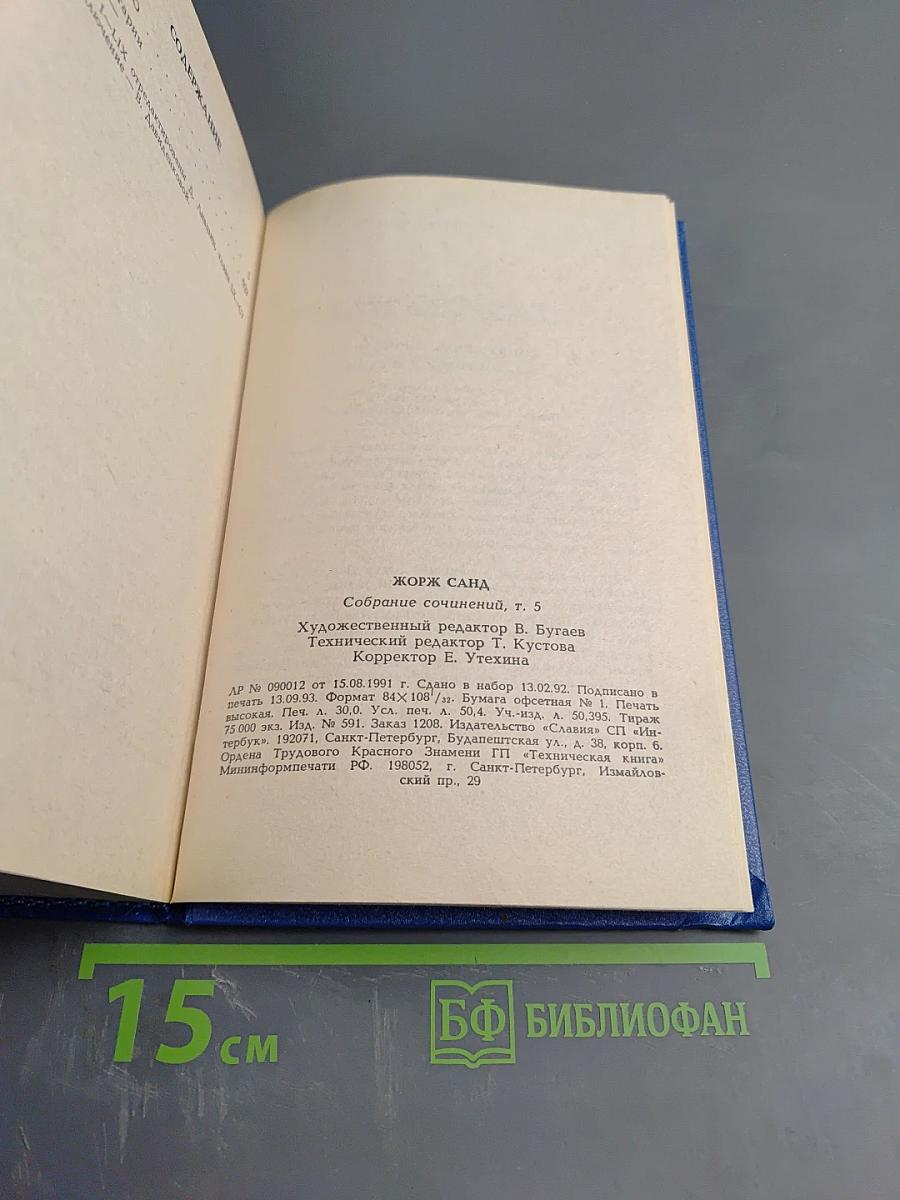 СОДЕРЖАНИЕ
ЖОРЖ САНД
Собрание сочинений, т. 5
Художественный редактор В. Бугаев
Технический редактор Т. Кустова
Корректор Е. Утехина
ЛР № 090012 от 15.08.1991 г. Сдано в набор 13.02.92. Подписано в
печать 13.09.93. Формат 84×108¹/₃₂. Бумага офсетная № 1. Печать
высокая. Печ. л. 30,0. Усл. печ. л. 50,4. Уч.-изд. л. 50,395. Тираж
75 000 экз. Изд. № 591. Заказ 1208. Издательство «Славия» СП «Ин-
тербук». 192071, Санкт-Петербург, Будапештская ул., д. 38, корп. 6.
Ордена Трудового Красного Знамени ГП «Техническая книга»
Мининформпечати РФ. 198052, г. Санкт-Петербург, Измайлов-
ский пр., 29
15 см
БФ БИБЛИОФАН